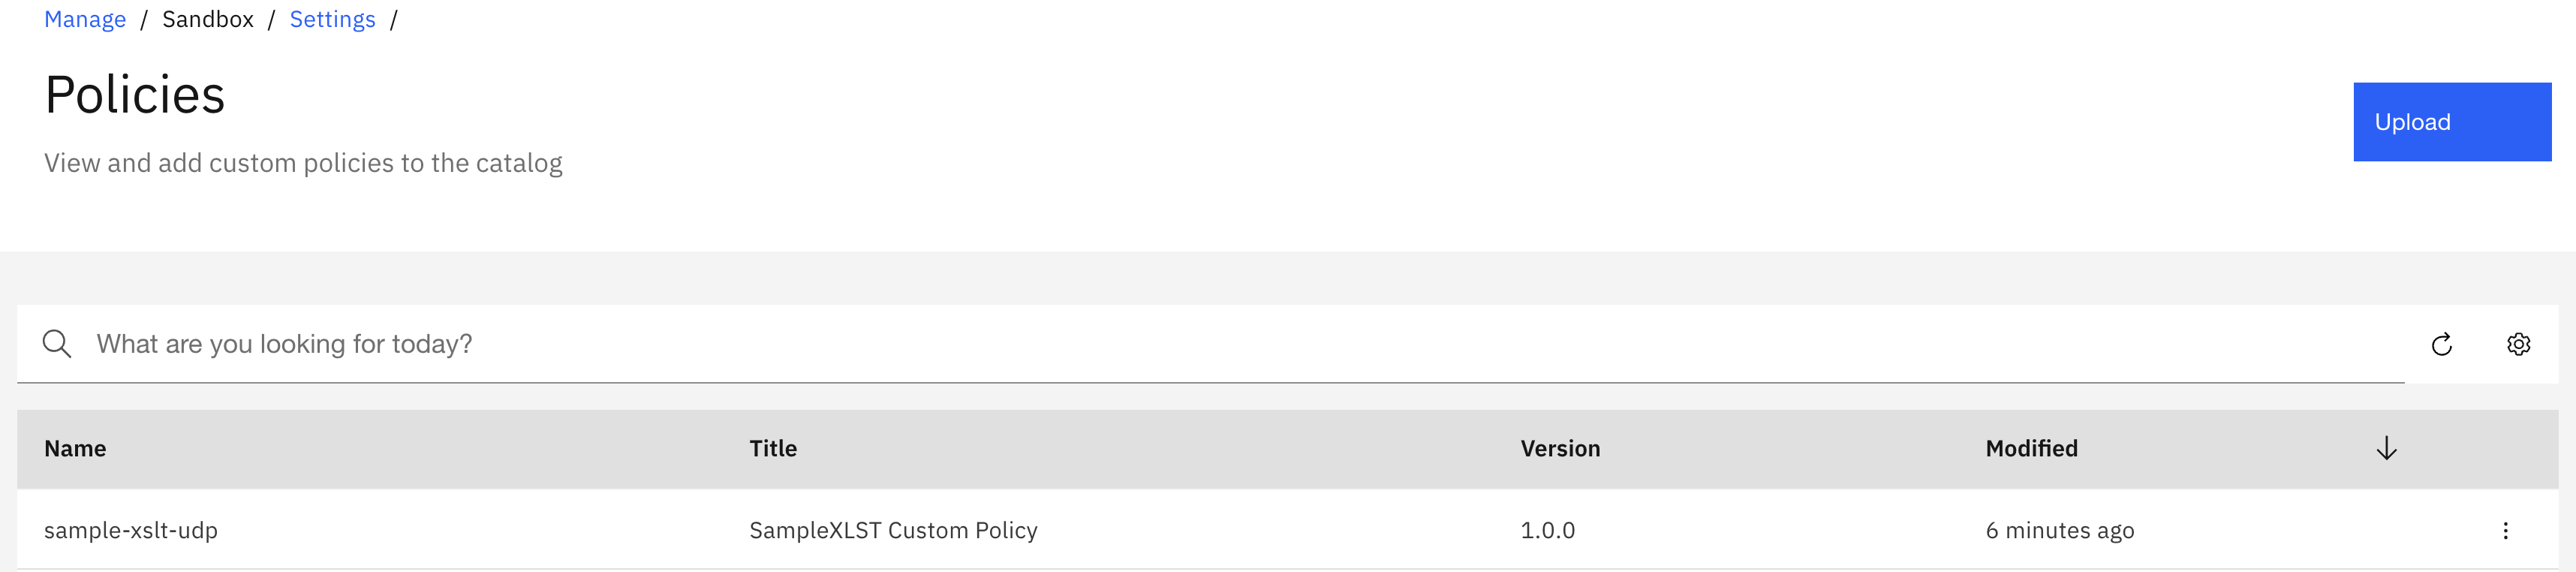 Manage / Sandbox / Settings /
Policies
Upload
View and add custom policies to the catalog
What are you looking for today?
Name Title Version Modified
sample-xslt-udp SampleXLST Custom Policy 1.0.0 6 minutes ago